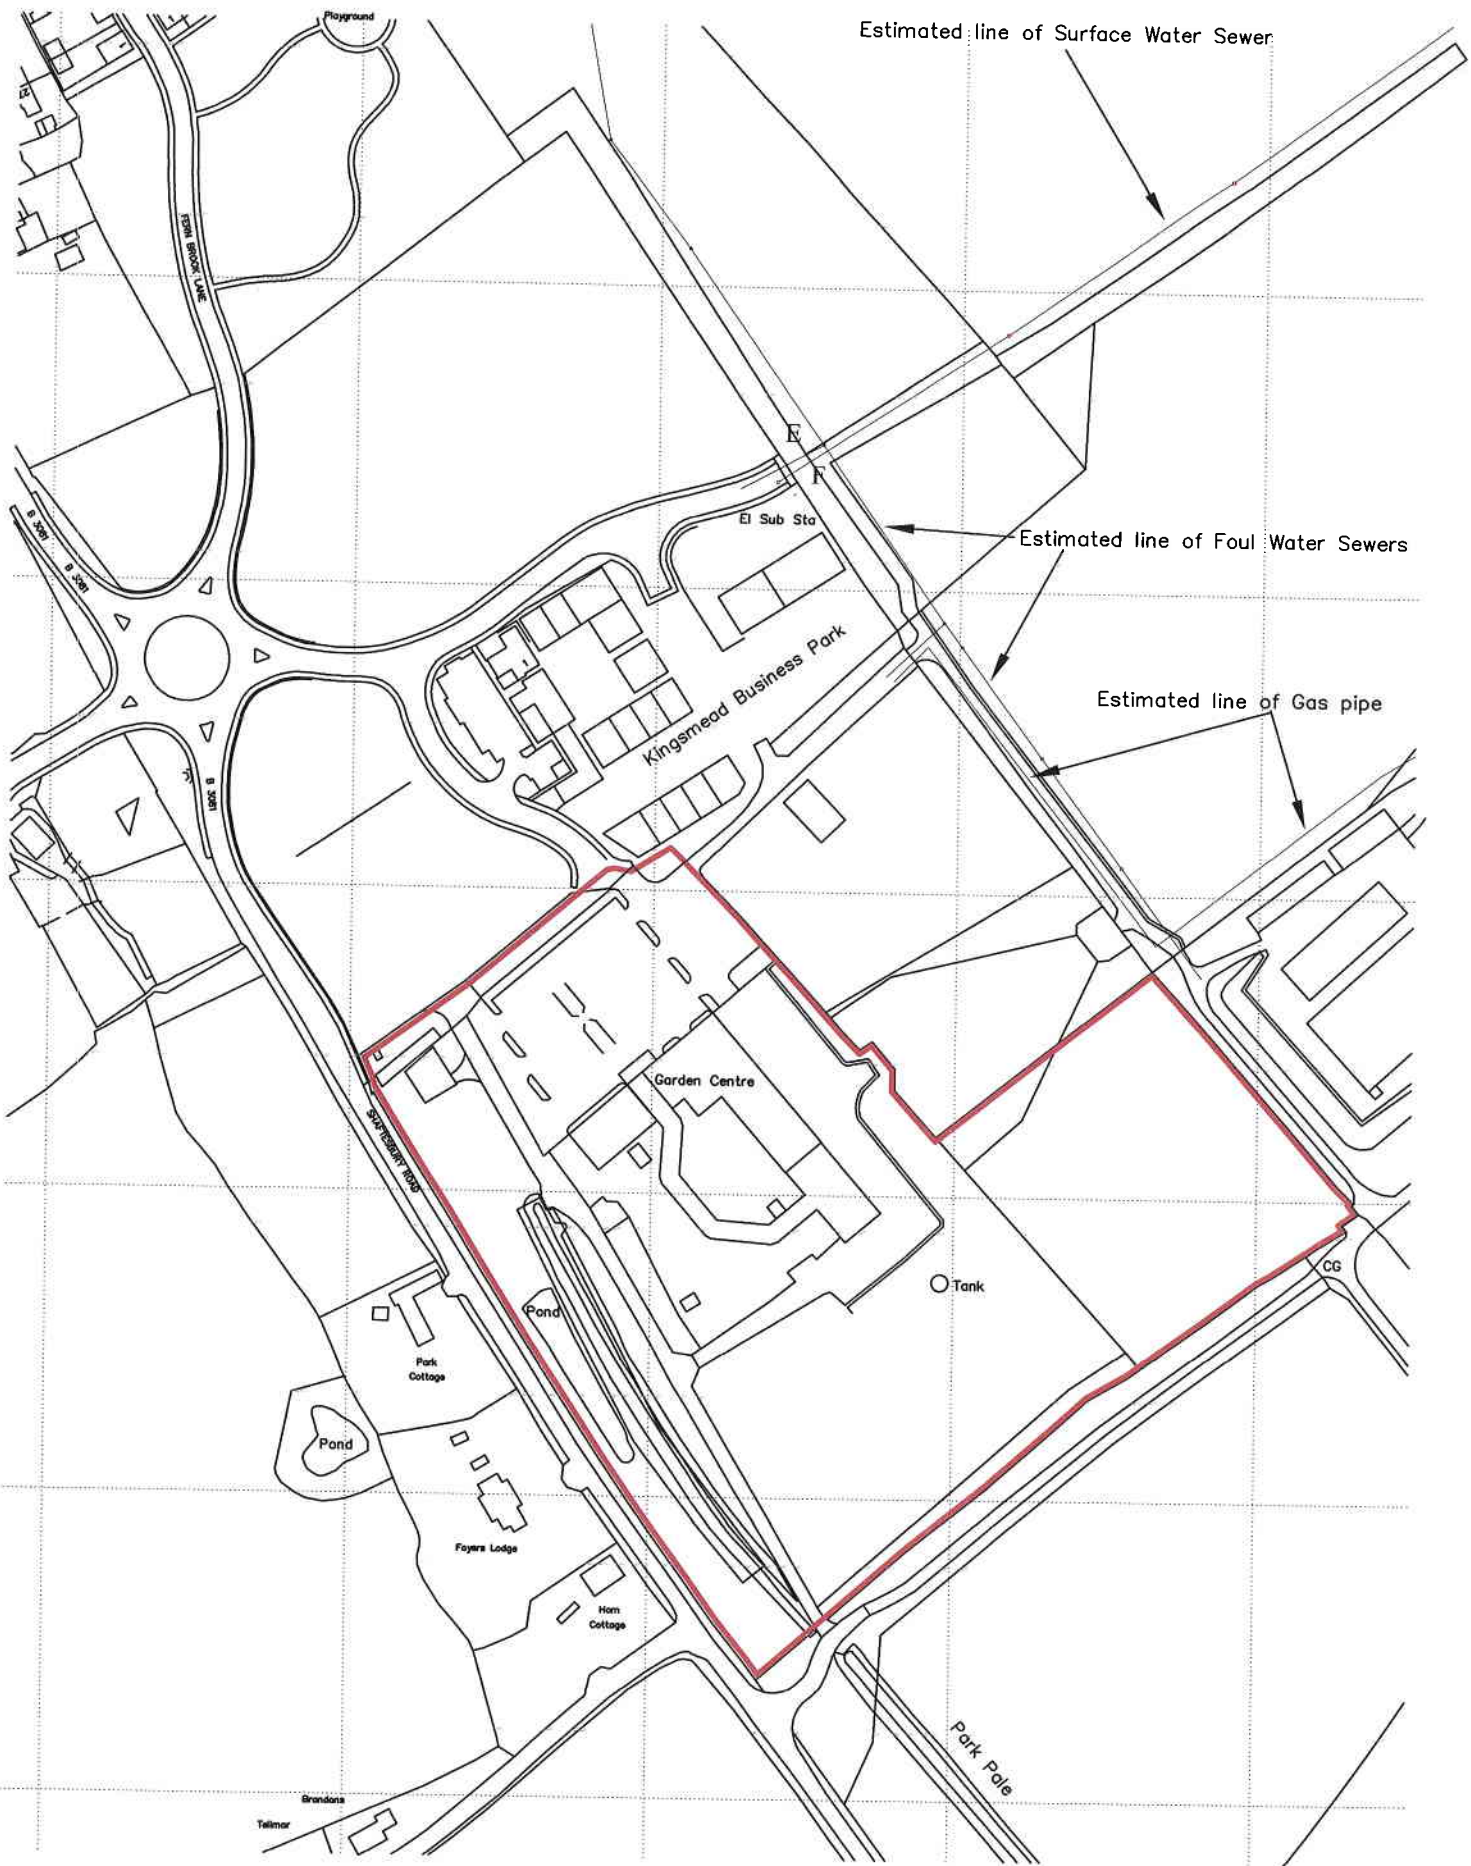 Playground
Estimated line of Surface Water Sewer
FERN BROOK LANE
E
F
B 3081
B 3081
El Sub Sta
Estimated line of Foul Water Sewers
Kingsmead Business Park
Estimated line of Gas pipe
B 3081
Garden Centre
SHAFTESBURY ROAD
CG
Tank
Pond
Park
Cottage
Pond
Foyers Lodge
Horn
Cottage
Park Pale
Brandons
Tellmar